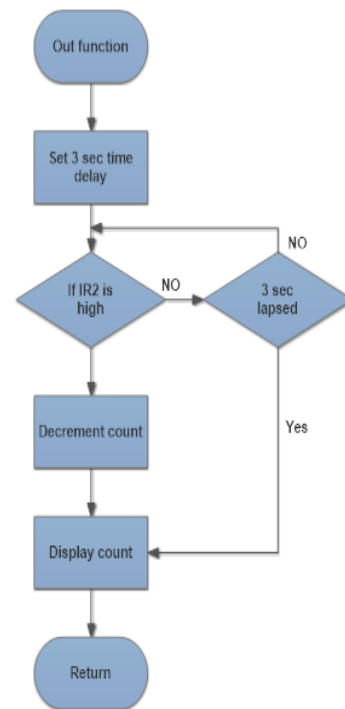 Out function
Set 3 sec time
delay
NO
If IR2 is
high
NO
3 sec
lapsed
Decrement count
Yes
Display count
Return